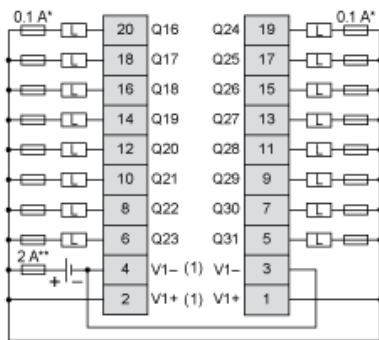 0.1 A* 0.1 A*
L 20 Q16 Q24 19 L
L 18 Q17 Q25 17 L
L 16 Q18 Q26 15 L
L 14 Q19 Q27 13 L
L 12 Q20 Q28 11 L
L 10 Q21 Q29 9 L
L 8 Q22 Q30 7 L
L 6 Q23 Q31 5 L
2 A** + − 4 V1− (1) V1− 3
2 V1+ (1) V1+ 1